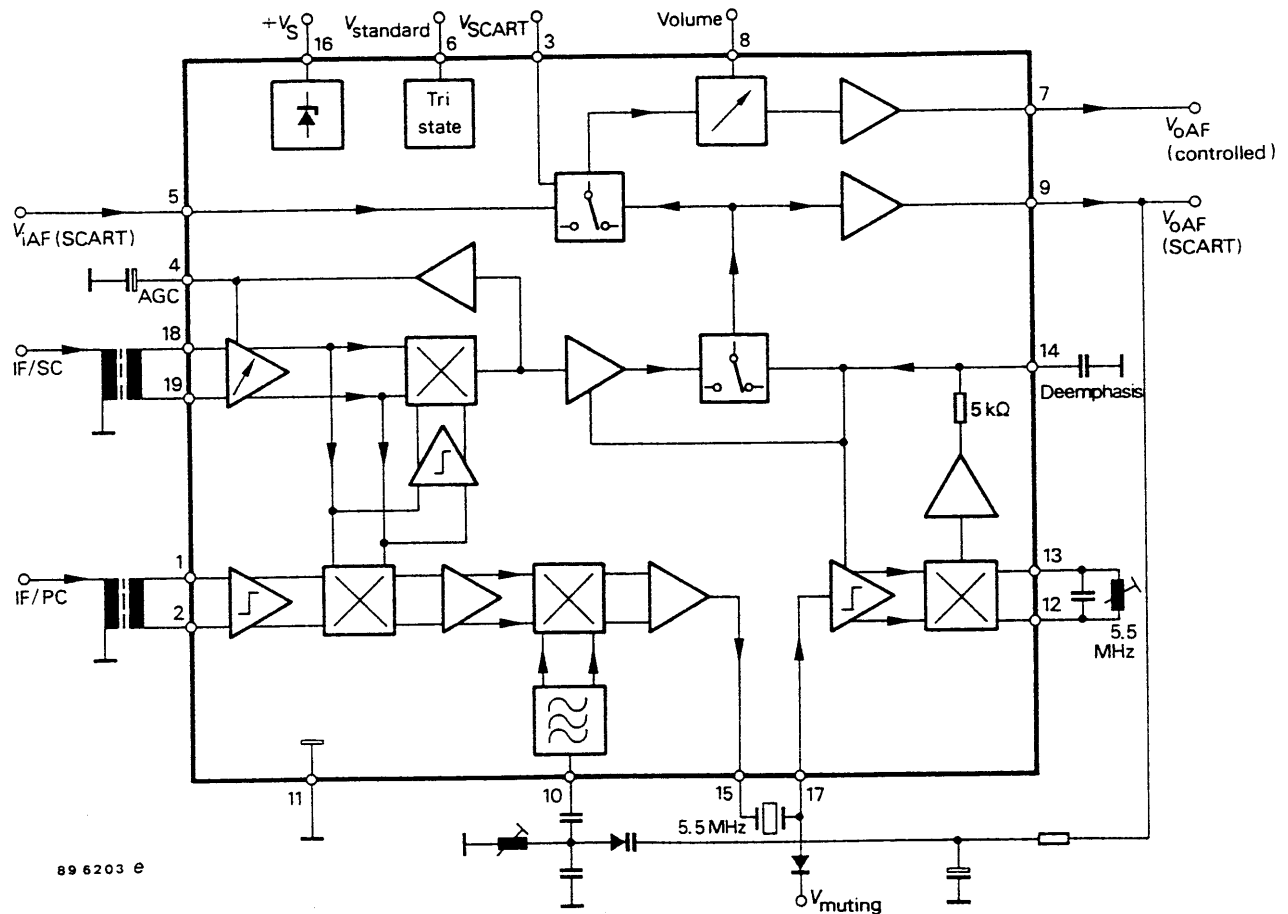 +VS
16
Vstandard
6
VSCART
3
Volume
8
Tri
state
7
VoAF
(controlled)
5
ViAF (SCART)
9
VoAF
(SCART)
4
AGC
18
IF/SC
19
14
Deemphasis
5 kΩ
1
IF/PC
2
13
12
5.5
MHz
11
10
15
17
5.5 MHz
Vmuting
89 6203 e